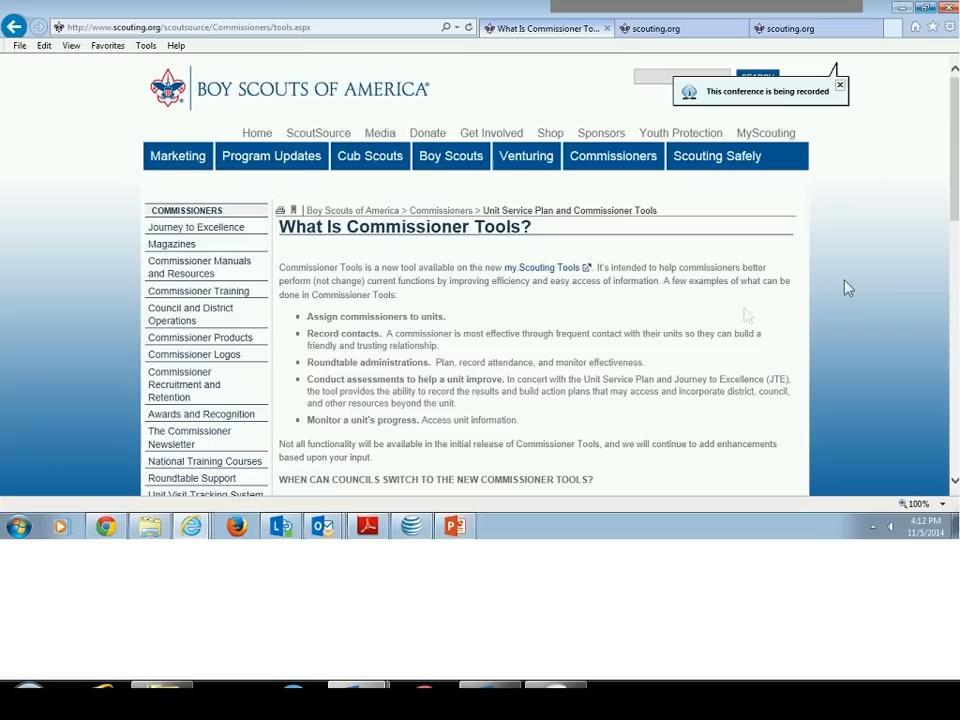 http://www.scouting.org/scoutsource/Commissioners/tools.aspx
What Is Commissioner To...
scouting.org
scouting.org
File Edit View Favorites Tools Help
BOY SCOUTS OF AMERICA®
SEARCH
This conference is being recorded
Home ScoutSource Media Donate Get Involved Shop Sponsors Youth Protection MyScouting
Marketing Program Updates Cub Scouts Boy Scouts Venturing Commissioners Scouting Safely
COMMISSIONERS
Journey to Excellence
Magazines
Commissioner Manuals
and Resources
Commissioner Training
Council and District
Operations
Commissioner Products
Commissioner Logos
Commissioner
Recruitment and
Retention
Awards and Recognition
The Commissioner
Newsletter
National Training Courses
Roundtable Support
Unit Visit Tracking System
| Boy Scouts of America > Commissioners > Unit Service Plan and Commissioner Tools
What Is Commissioner Tools?
Commissioner Tools is a new tool available on the new my.Scouting Tools. It's intended to help commissioners better
perform (not change) current functions by improving efficiency and easy access of information. A few examples of what can be
done in Commissioner Tools:
Assign commissioners to units.
Record contacts. A commissioner is most effective through frequent contact with their units so they can build a
friendly and trusting relationship.
Roundtable administrations. Plan, record attendance, and monitor effectiveness.
Conduct assessments to help a unit improve. In concert with the Unit Service Plan and Journey to Excellence (JTE),
the tool provides the ability to record the results and build action plans that may access and incorporate district, council,
and other resources beyond the unit.
Monitor a unit's progress. Access unit information.
Not all functionality will be available in the initial release of Commissioner Tools, and we will continue to add enhancements
based upon your input.
WHEN CAN COUNCILS SWITCH TO THE NEW COMMISSIONER TOOLS?
100%
4:12 PM
11/5/2014